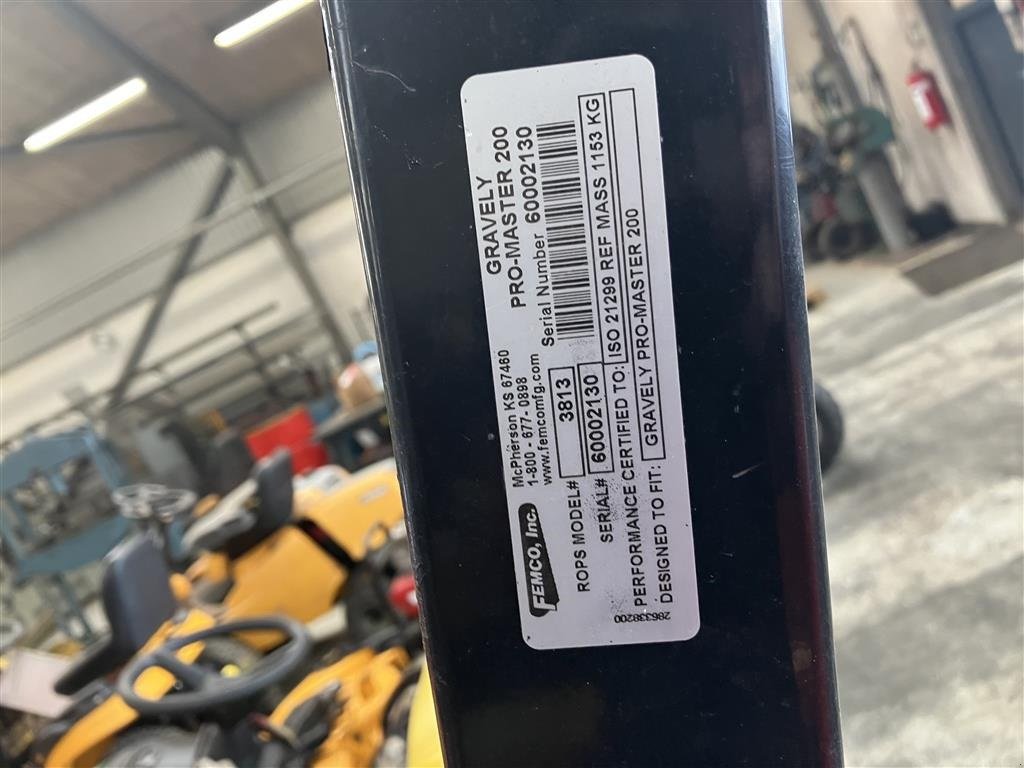 FEMCO, Inc.
McPherson KS 67460
1-800 - 677- 0898
www.femcomfg.com
GRAVELY
PRO-MASTER 200
Serial Number 60002130
ROPS MODEL# 3813
SERIAL# 60002130
PERFORMANCE CERTIFIED TO: ISO 21299 REF MASS 1153 KG
DESIGNED TO FIT: GRAVELY PRO-MASTER 200